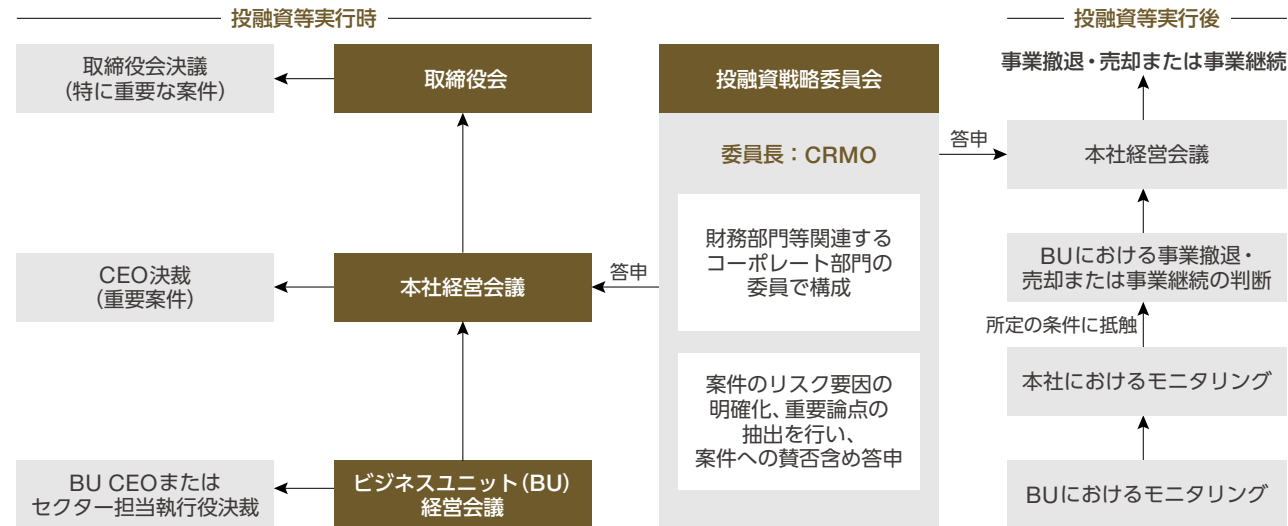 投融資等実行時
取締役会決議
(特に重要な案件)
取締役会
CEO決裁
(重要案件)
本社経営会議
答申
BU CEOまたは
セクター担当執行役決裁
ビジネスユニット(BU)
経営会議
投融資戦略委員会
委員長：CRMO
財務部門等関連する
コーポレート部門の
委員で構成
案件のリスク要因の
明確化、重要論点の
抽出を行い、
案件への賛否含め答申
投融資等実行後
事業撤退・売却または事業継続
答申
本社経営会議
BUにおける事業撤退・
売却または事業継続の判断
所定の条件に抵触
本社におけるモニタリング
BUにおけるモニタリング